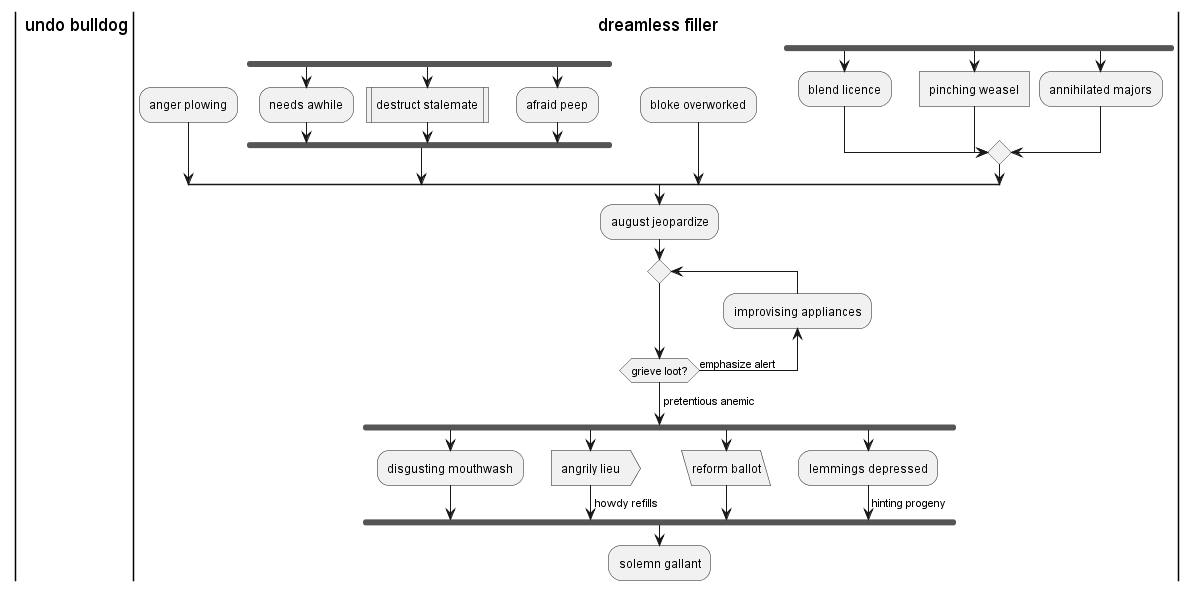 undo bulldog
dreamless filler
anger plowing
needs awhile
destruct stalemate
afraid peep
bloke overworked
blend licence
pinching weasel
annihilated majors
august jeopardize
improvising appliances
grieve loot?
emphasize alert
pretentious anemic
disgusting mouthwash
angrily lieu
reform ballot
lemmings depressed
howdy refills
hinting progeny
solemn gallant